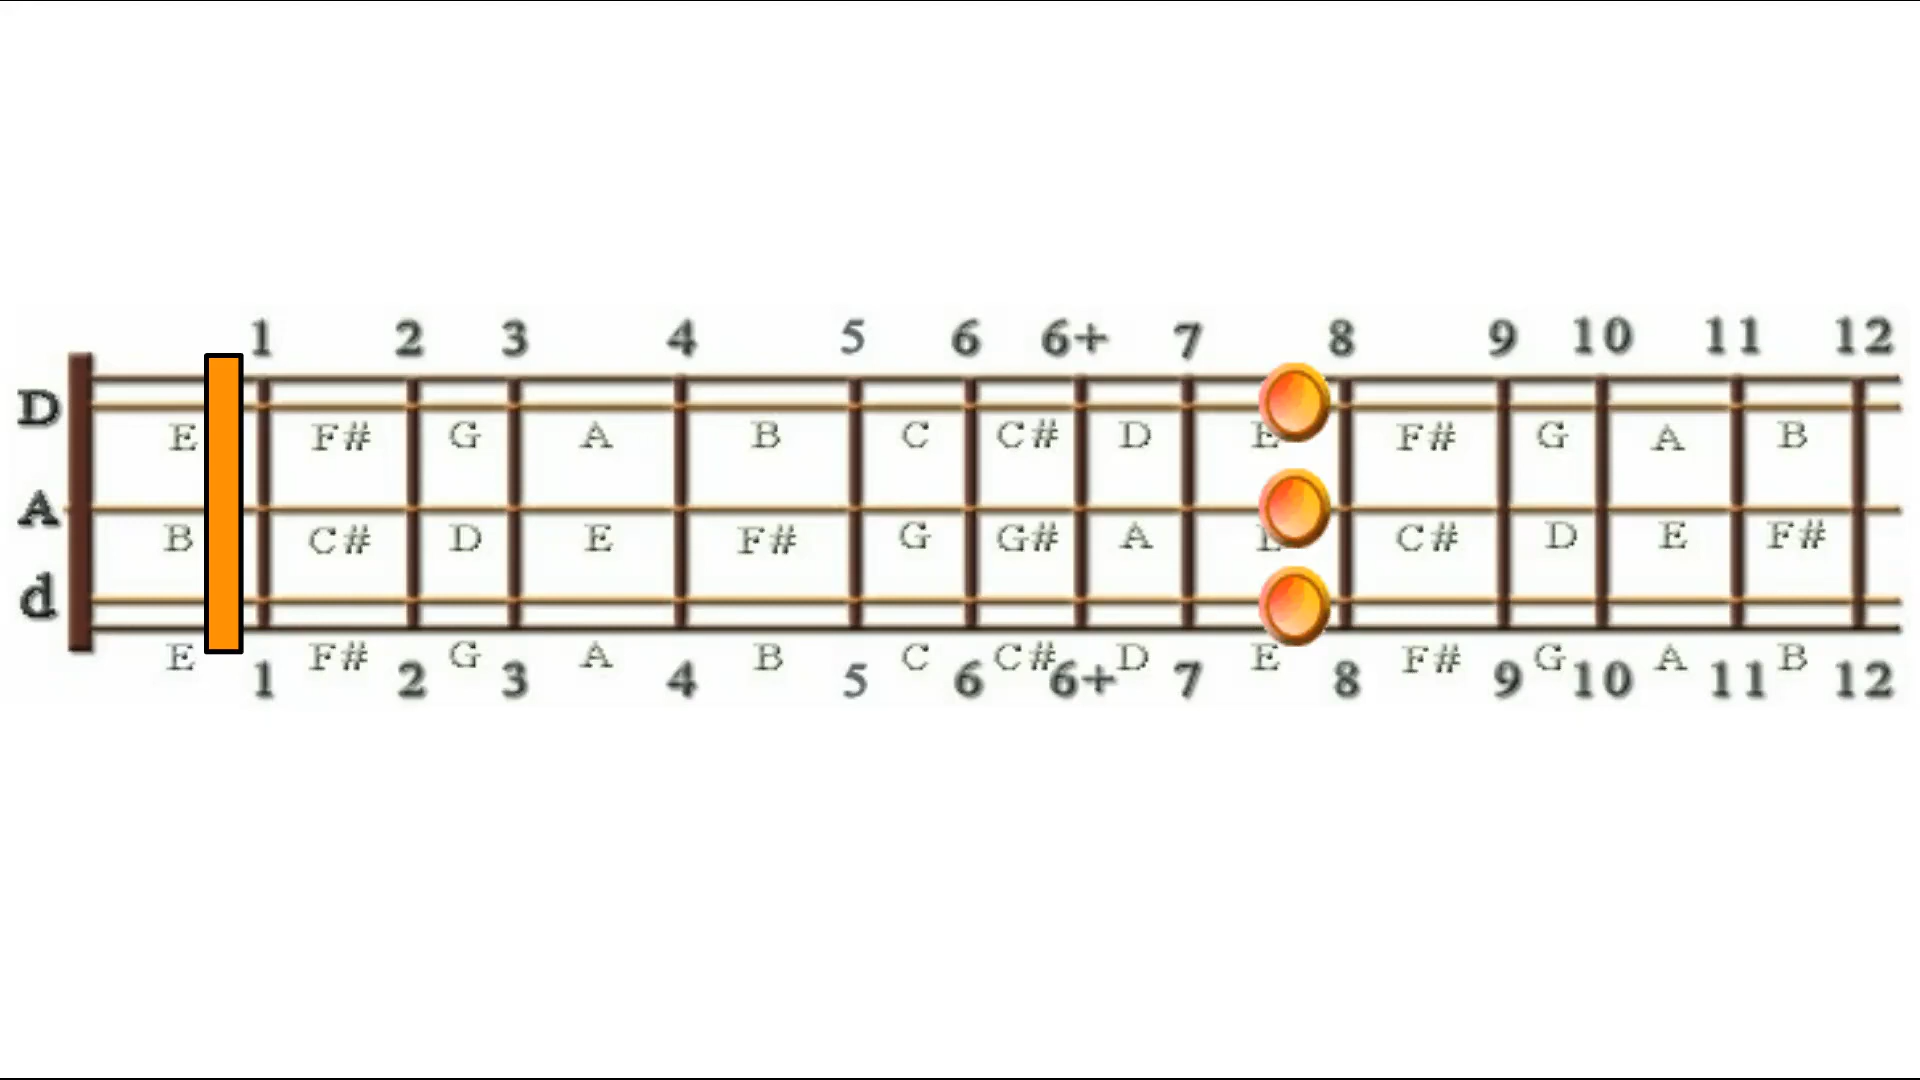 1 2 3 4 5 6 6+ 7 8 9 10 11 12
D
E F# G A B C C# D E F# G A B
A
B C# D E F# G G# A C# D E F#
d
E F# G A B C C# D E F# G A B
1 2 3 4 5 6 6+ 7 8 9 10 11 12